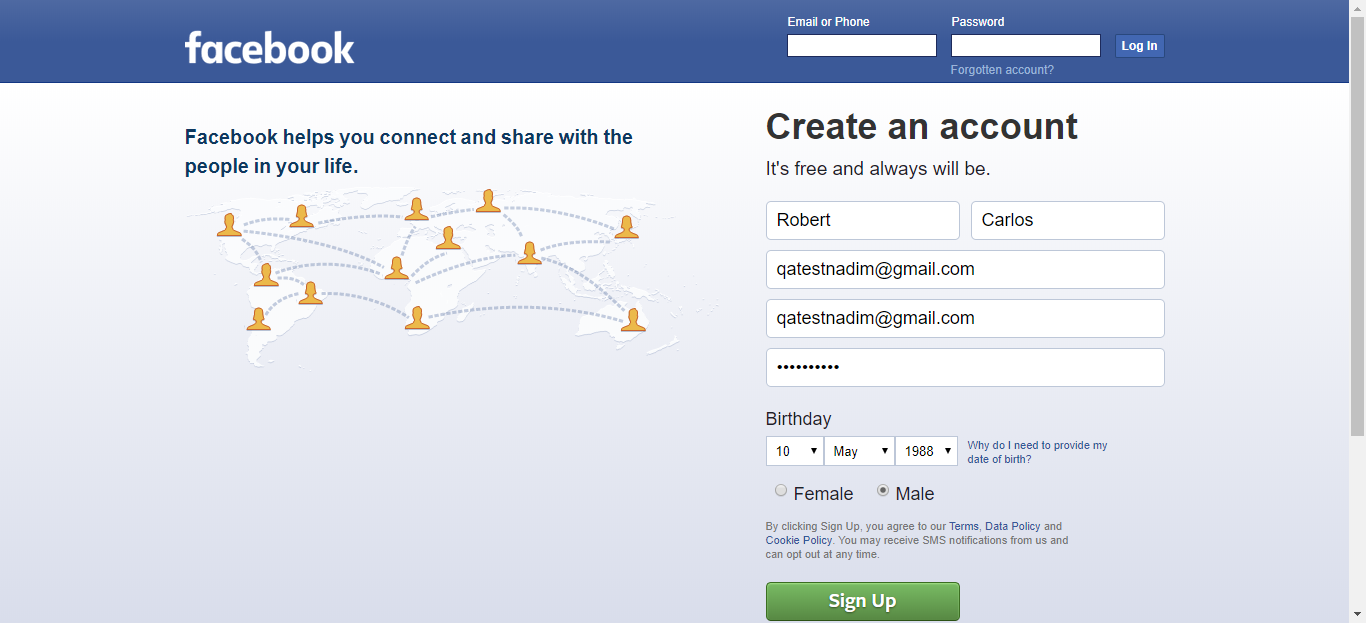 facebook
Email or Phone
Password
Log In
Forgotten account?
Facebook helps you connect and share with the
people in your life.
Create an account
It's free and always will be.
Robert
Carlos
qatestnadim@gmail.com
qatestnadim@gmail.com
••••••••••
Birthday
10
May
1988
Why do I need to provide my
date of birth?
Female
Male
By clicking Sign Up, you agree to our Terms, Data Policy and
Cookie Policy. You may receive SMS notifications from us and
can opt out at any time.
Sign Up